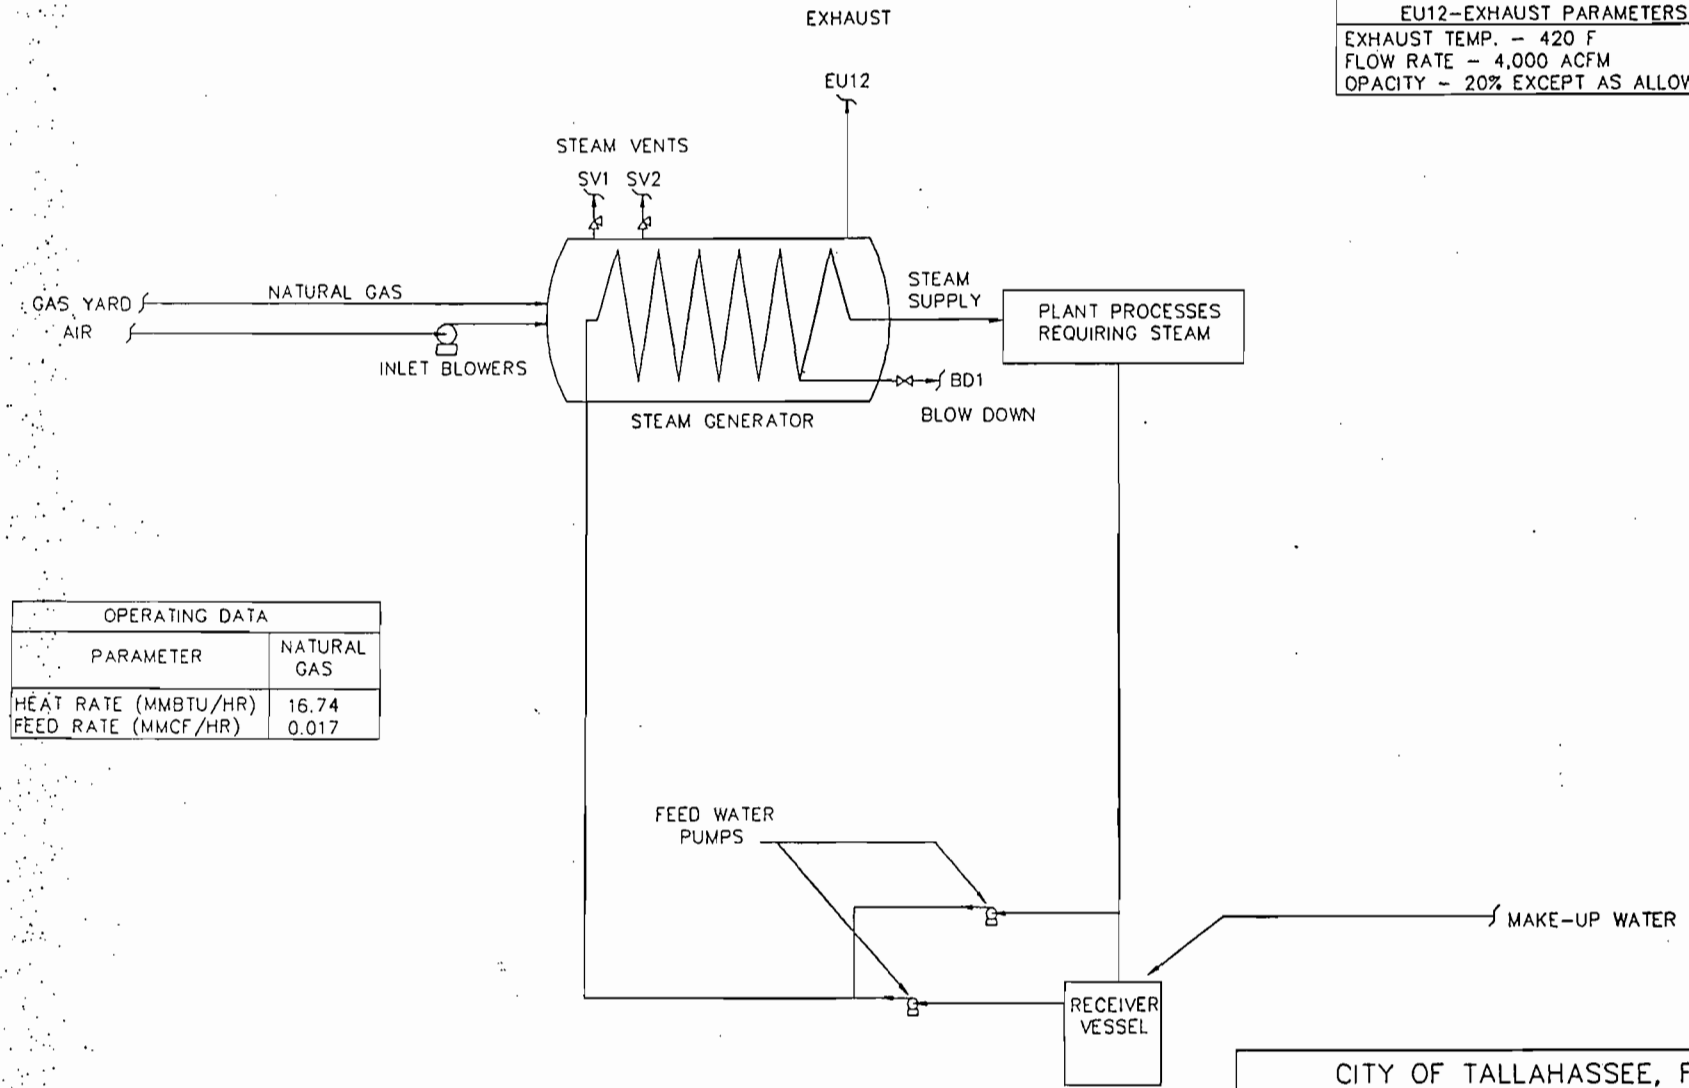 EXHAUST
EU12-EXHAUST PARAMETERS
EXHAUST TEMP. - 420 F
FLOW RATE - 4,000 ACFM
OPACITY - 20% EXCEPT AS ALLOW
EU12
STEAM VENTS
SV1 SV2
GAS YARD
NATURAL GAS
AIR
INLET BLOWERS
STEAM
SUPPLY
PLANT PROCESSES
REQUIRING STEAM
BD1
BLOW DOWN
STEAM GENERATOR
OPERATING DATA
PARAMETER
NATURAL
GAS
HEAT RATE (MMBTU/HR) 16.74
FEED RATE (MMCF/HR) 0.017
FEED WATER
PUMPS
MAKE-UP WATER
RECEIVER
VESSEL
CITY OF TALLAHASSEE, F